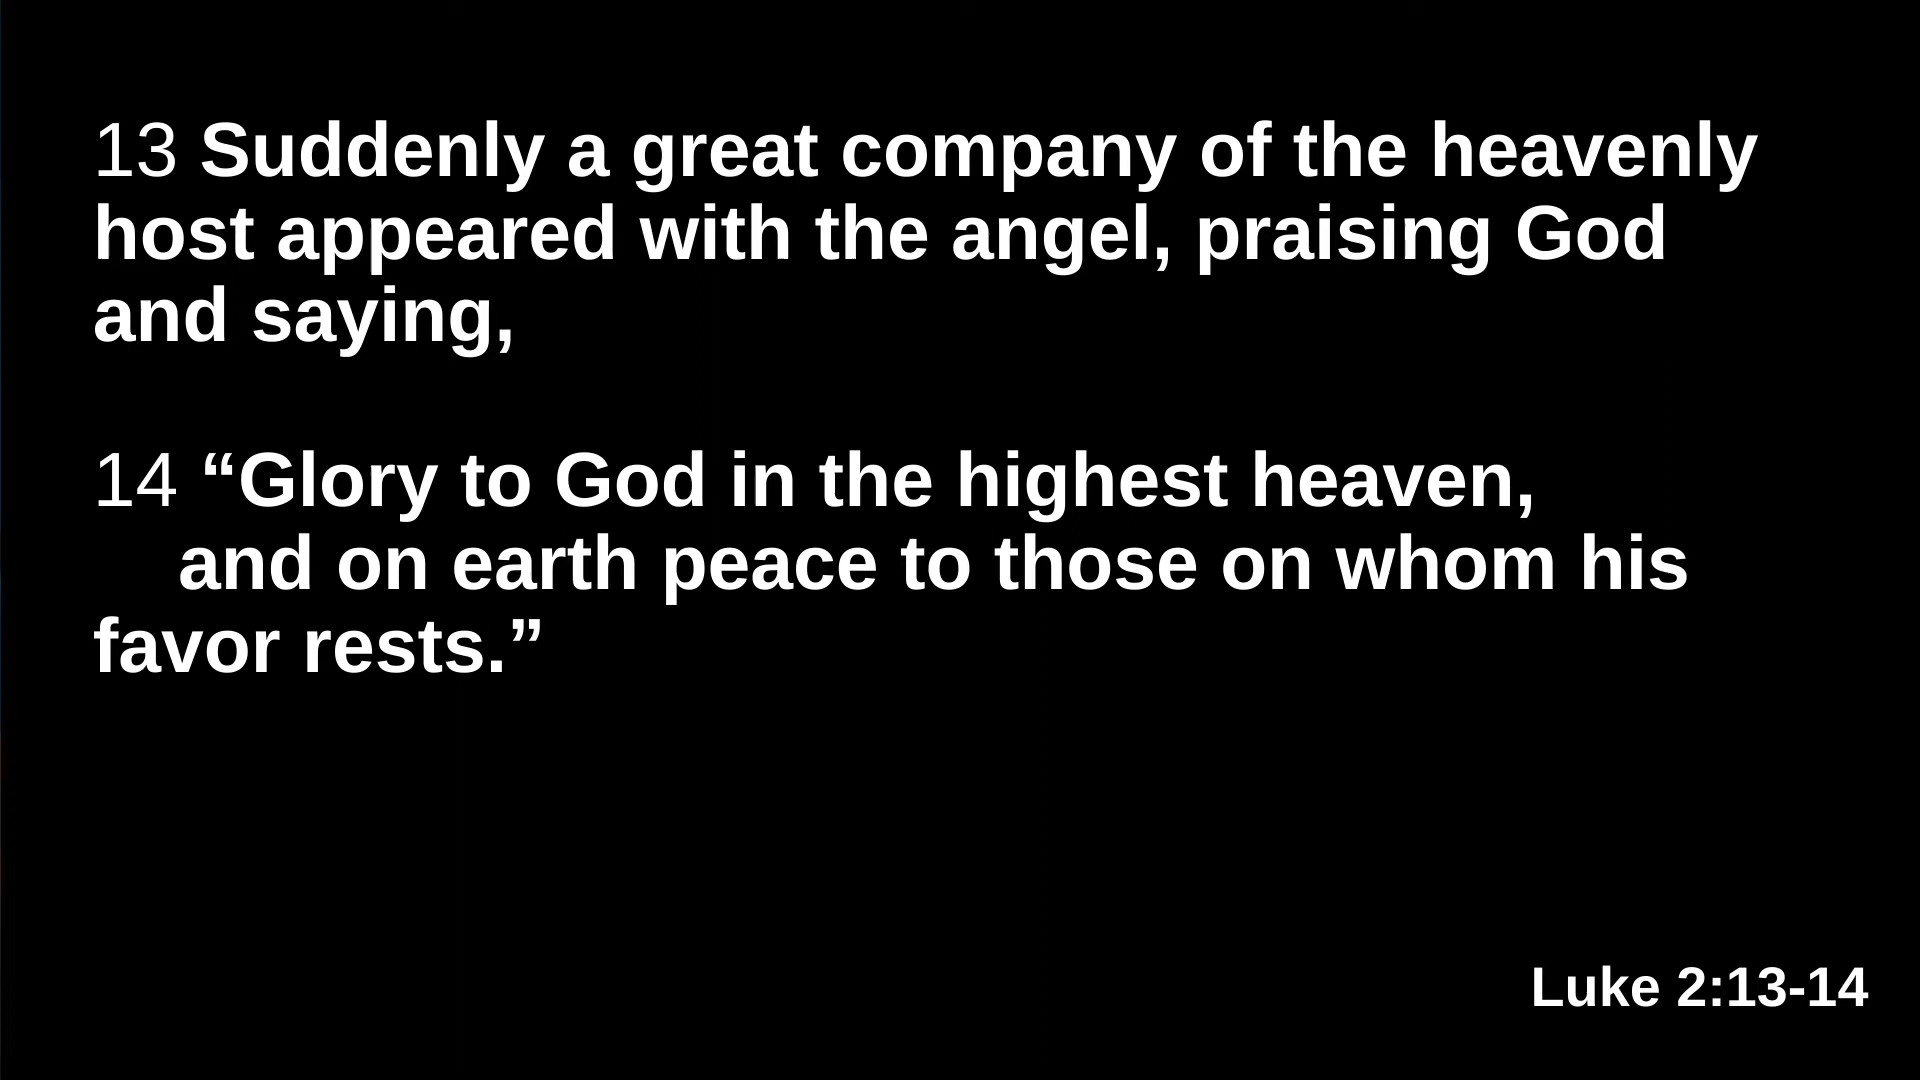 13 Suddenly a great company of the heavenly
host appeared with the angel, praising God
and saying,
14 “Glory to God in the highest heaven,
and on earth peace to those on whom his
favor rests.”
Luke 2:13-14